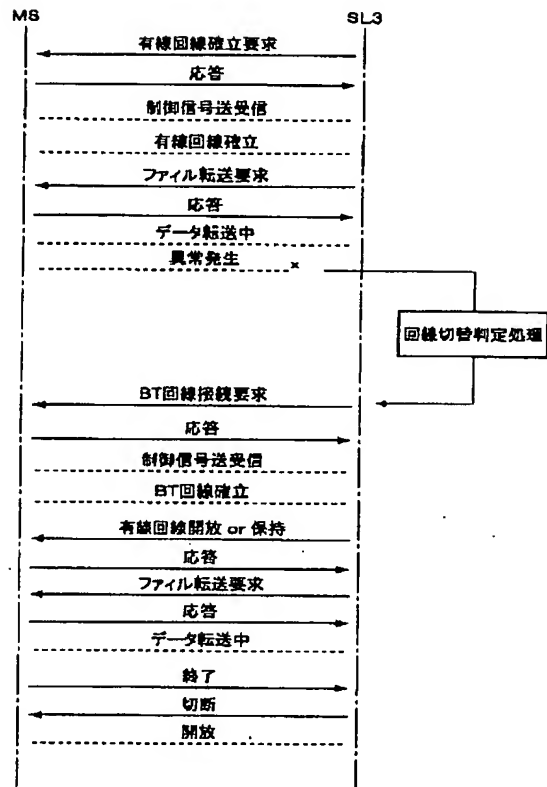 MS
SL3
有線回線確立要求
応答
制御信号送受信
有線回線確立
ファイル転送要求
応答
データ転送中
異常発生
×
回線切替判定処理
BT回線接続要求
応答
制御信号送受信
BT回線確立
有線回線開放 or 保持
応答
ファイル転送要求
応答
データ転送中
終了
切断
開放